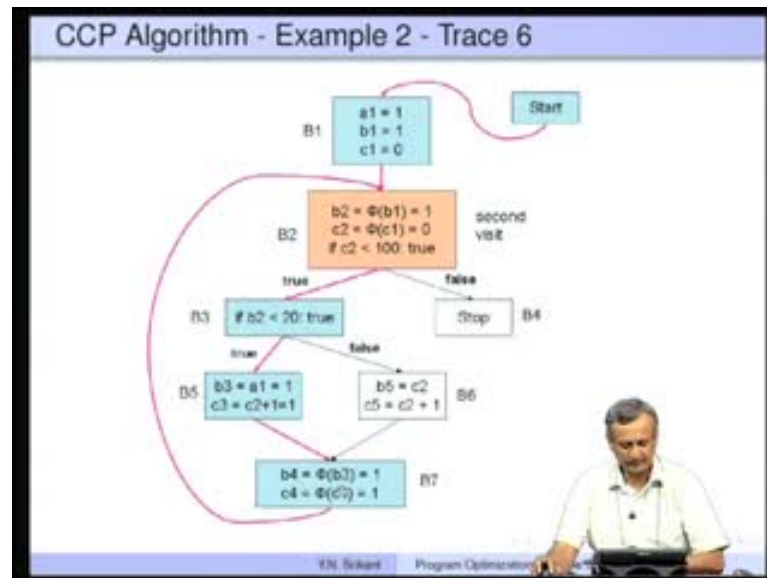 CCP Algorithm - Example 2 - Trace 6
Start
a1 = 1
b1 = 1
c1 = 0
B1
b2 = Φ(b1) = 1
c2 = Φ(c1) = 0
if c2 < 100: true
B2
second
visit
true
false
B3
if b2 < 20: true
Stop
B4
true
false
B5
b3 = a1 = 1
c3 = c2+1=1
b5 = c2
c5 = c2 + 1
B6
b4 = Φ(b3) = 1
c4 = Φ(c3) = 1
B7
Y.N. Srikant
Program Optimization